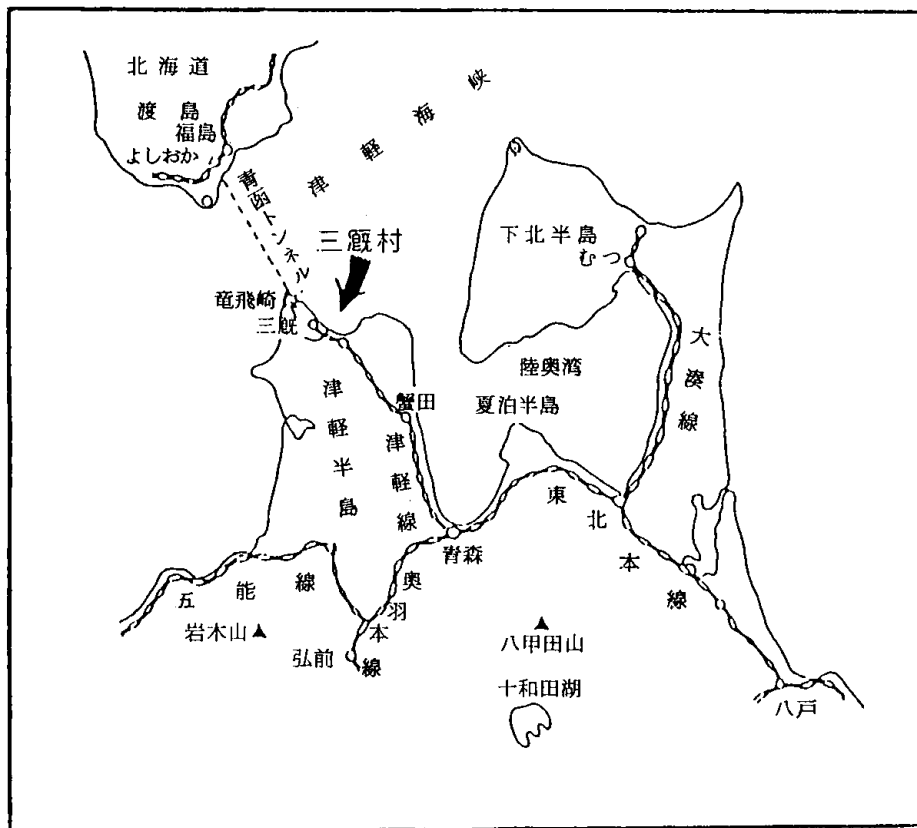 北海道
渡島
福島
よしおか
津軽海峡
青函トンネル
三厩村
竜飛崎
三厩
下北半島
むつ
大湊線
陸奥湾
夏泊半島
蟹田
津軽半島
津軽線
青森
東北本線
五能線
奥羽本線
岩木山
弘前
八甲田山
十和田湖
八戸